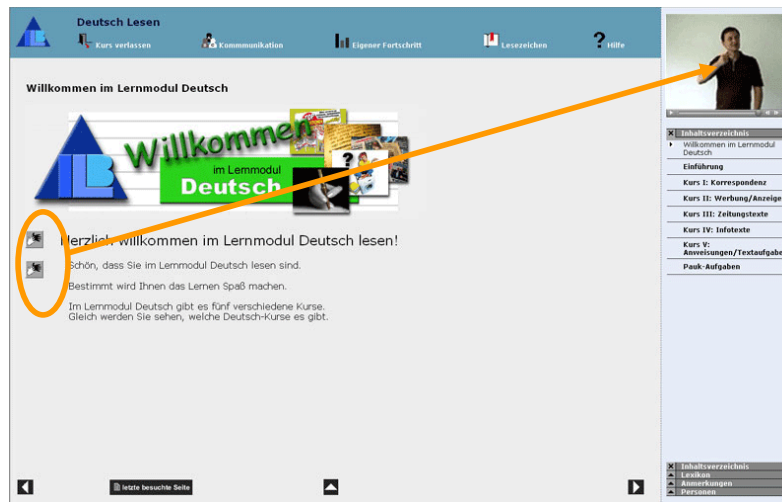 Deutsch Lesen
Kurs verlassen
Kommmunikation
Eigener Fortschritt
Lesezeichen
? Hilfe
Willkommen im Lernmodul Deutsch
ILB
Willkommen
im Lernmodul
Deutsch
?
Herzlich willkommen im Lernmodul Deutsch lesen!
Schön, dass Sie im Lernmodul Deutsch lesen sind.
Bestimmt wird Ihnen das Lernen Spaß machen.
Im Lernmodul Deutsch gibt es fünf verschiedene Kurse.
Gleich werden Sie sehen, welche Deutsch-Kurse es gibt.
letzte besuchte Seite
Inhaltsverzeichnis
Willkommen im Lernmodul
Deutsch
Einführung
Kurs I: Korrespondenz
Kurs II: Werbung/Anzeige
Kurs III: Zeitungstexte
Kurs IV: Infotexte
Kurs V:
Anweisungen/Textaufgabe
Pauk-Aufgaben
Inhaltsverzeichnis
Lexikon
Anmerkungen
Personen